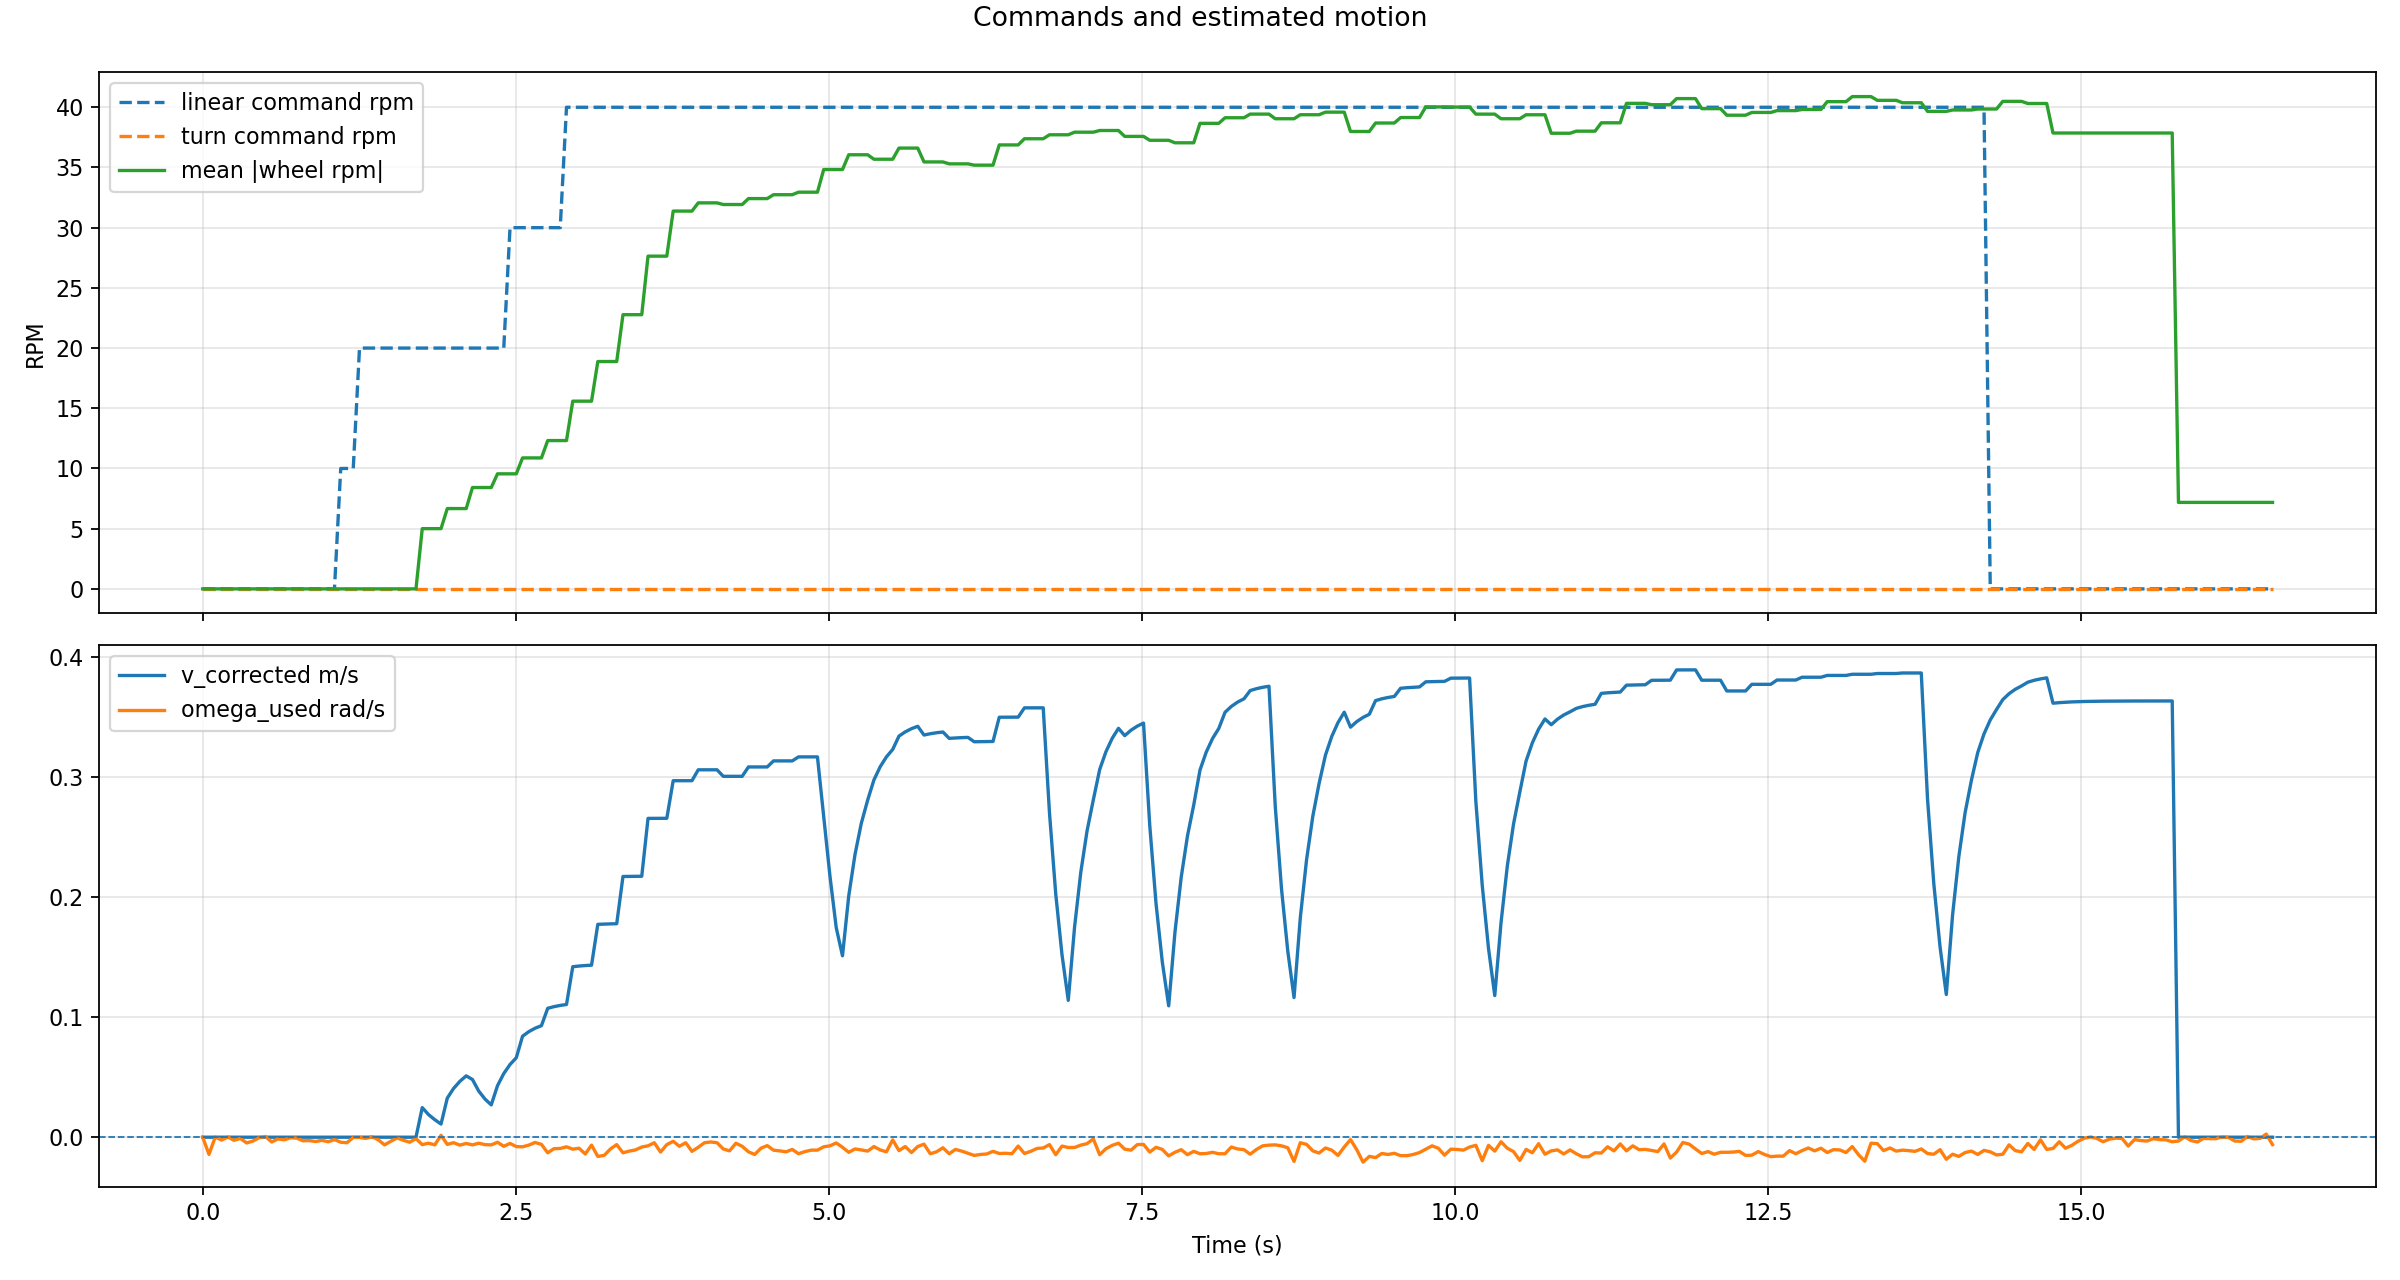 Commands and estimated motion
linear command rpm
turn command rpm
mean |wheel rpm|
40
35
30
25
20
15
10
5
0
RPM
v_corrected m/s
omega_used rad/s
0.4
0.3
0.2
0.1
0.0
0.0 2.5 5.0 7.5 10.0 12.5 15.0
Time (s)